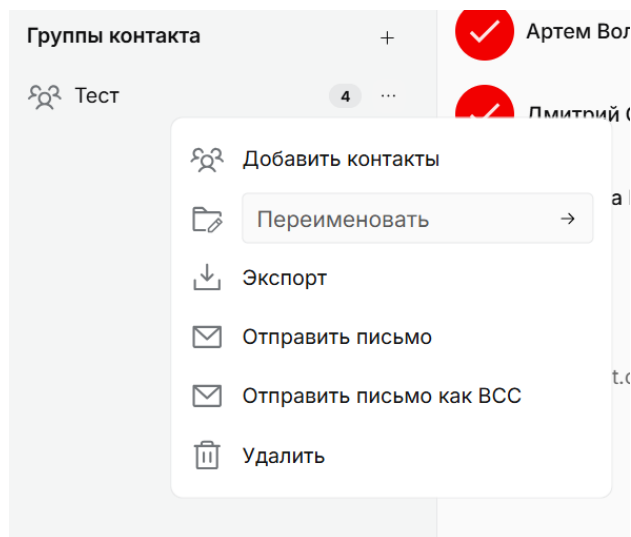 Группы контакта +
Артем
Тест 4 ...
Дмитрий
Добавить контакты
Переименовать →
Экспорт
Отправить письмо
Отправить письмо как BCC
Удалить